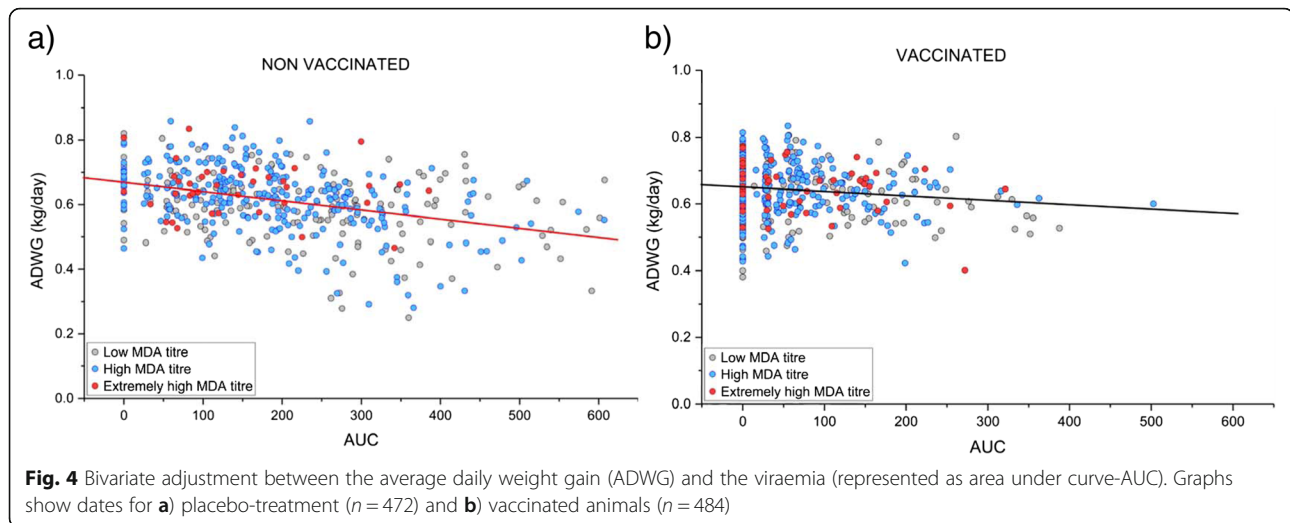 a)
NON VACCINATED
1.0
0.8
0.6
0.4
0.2
0.0
ADWG (kg/day)
Low MDA titre
High MDA titre
Extremely high MDA titre
0 100 200 300 400 500 600
AUC
b)
VACCINATED
1.0
0.8
0.6
0.4
0.2
0.0
ADWG (kg/day)
Low MDA titre
High MDA titre
Extremely high MDA titre
0 100 200 300 400 500 600
AUC
Fig. 4 Bivariate adjustment between the average daily weight gain (ADWG) and the viraemia (represented as area under curve-AUC). Graphs
show dates for a) placebo-treatment (n = 472) and b) vaccinated animals (n = 484)